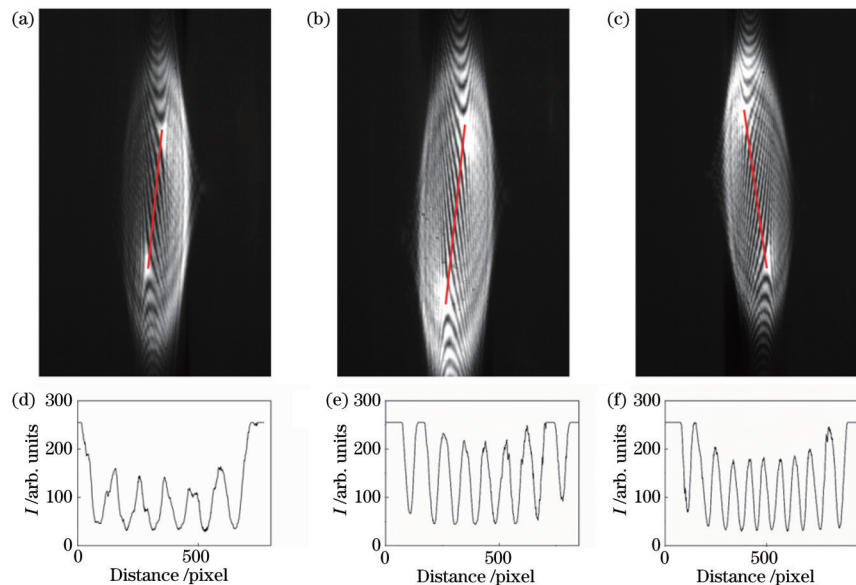 (a)
(b)
(c)
(d)
300
200
100
0
I/arb. units
0
500
Distance /pixel
(e)
300
200
100
0
I/arb. units
0
500
Distance /pixel
(f)
300
200
100
0
I/arb. units
0
500
Distance /pixel